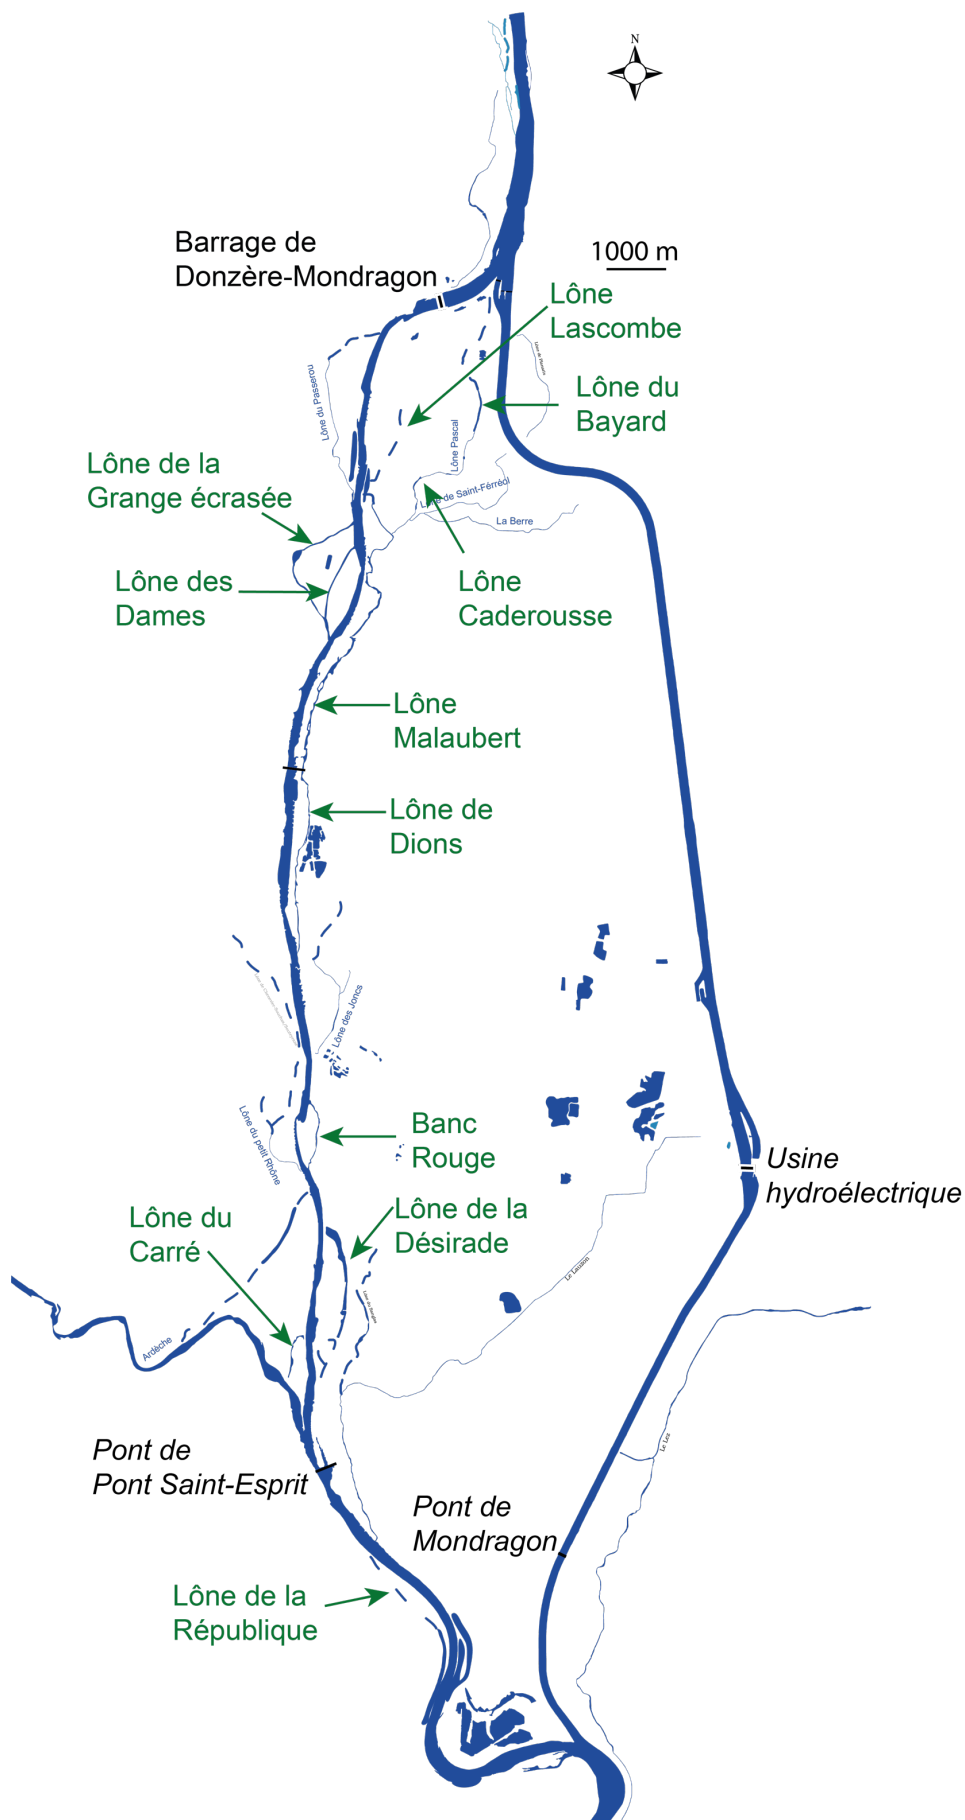 N
Barrage de
Donzère-Mondragon
1000 m
Lône
Lascombe
Lône du
Bayard
Lône du Passerou
Lône Pascal
Lône de la
Grange écrasée
Lône de Saint-Férréol
La Berre
Lône des
Dames
Lône
Caderousse
Lône
Malaubert
Lône de
Dions
Lône des Joncs
Lône du petit Rhône
Banc
Rouge
Usine
hydroélectrique
Lône du
Carré
Lône de la
Désirade
Le Lauzon
Ardèche
Pont de
Pont Saint-Esprit
Le Lez
Pont de
Mondragon
Lône de la
République